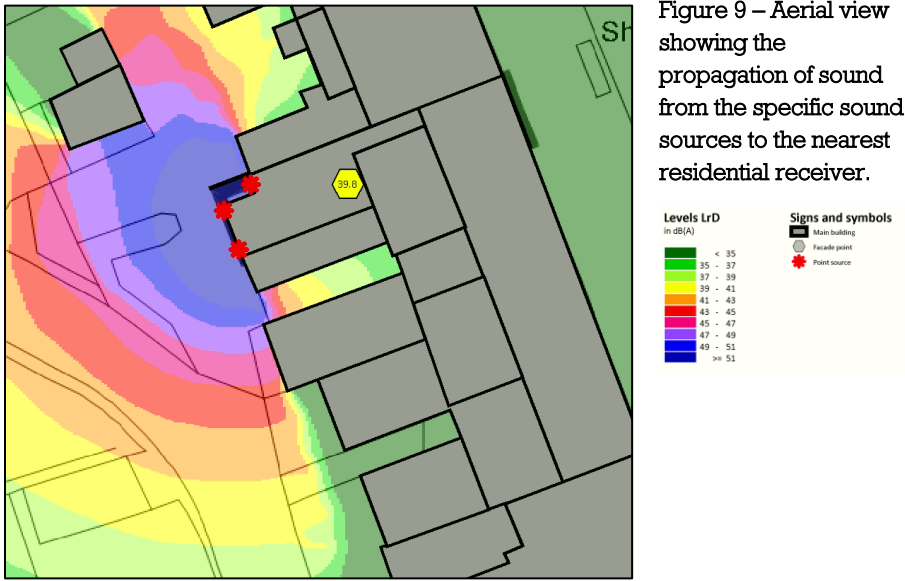 Sh
39.8
Figure 9 – Aerial view
showing the
propagation of sound
from the specific sound
sources to the nearest
residential receiver.
Levels LrD
in dB(A)
< 35
35 - 37
37 - 39
39 - 41
41 - 43
43 - 45
45 - 47
47 - 49
49 - 51
>= 51
Signs and symbols
Main building
Facade point
Point source